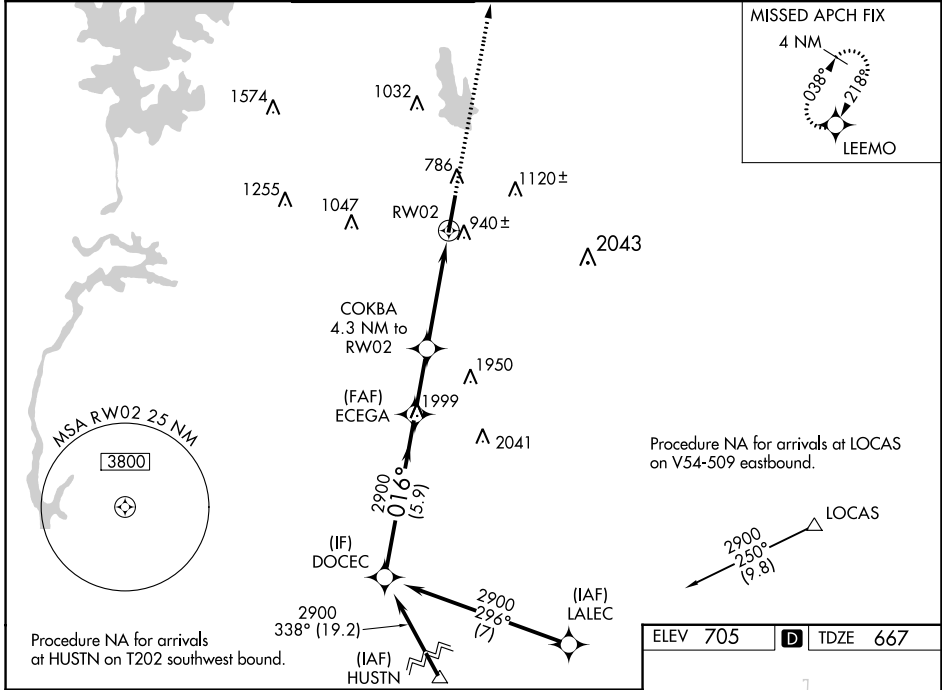 MISSED APCH FIX
4 NM
038°
218°
LEEMO
1574
1032
786
1120±
1255
1047
RW02
940±
2043
COKBA
4.3 NM to
RW02
1950
(FAF)
ECEGA
1999
2041
MSA RW02 25 NM
3800
2900
016°
(5.9)
Procedure NA for arrivals at LOCAS
on V54-509 eastbound.
LOCAS
2900
250°
(9.8)
(IF)
DOCEC
2900
296°
(7)
(IAF)
LALEC
2900
338° (19.2)
(IAF)
HUSTN
Procedure NA for arrivals
at HUSTN on T202 southwest bound.
ELEV 705 D TDZE 667